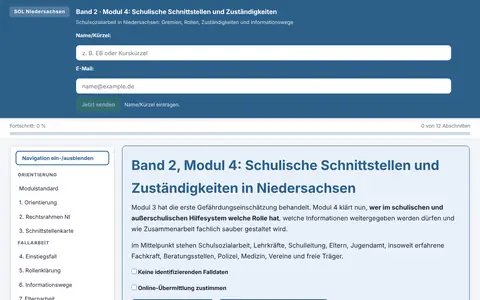 SOL Niedersachsen
Band 2 · Modul 4: Schulische Schnittstellen und Zuständigkeiten
Schulsozialarbeit in Niedersachsen: Gremien, Rollen, Zuständigkeiten und Informationswege
Name/Kürzel:
z. B. EB oder Kurskürzel
E-Mail:
name@example.de
Jetzt senden
Name/Kürzel eintragen.
Fortschritt: 0 %
0 von 12 Abschnitten
Navigation ein-/ausblenden
ORIENTIERUNG
Modulstandard
1. Orientierung
2. Rechtsrahmen NI
3. Schnittstellenkarte
FALLARBEIT
4. Einstiegsfall
5. Rollenklärung
6. Informationswege
7. Elternarbeit
Band 2, Modul 4: Schulische Schnittstellen und
Zuständigkeiten in Niedersachsen
Modul 3 hat die erste Gefährdungseinschätzung behandelt. Modul 4 klärt nun, wer im schulischen und
außerschulischen Hilfesystem welche Rolle hat, welche Informationen weitergegeben werden dürfen und
wie Zusammenarbeit fachlich sauber gestaltet wird.
Im Mittelpunkt stehen Schulsozialarbeit, Lehrkräfte, Schulleitung, Eltern, Jugendamt, insoweit erfahrene
Fachkraft, Beratungsstellen, Polizei, Medizin, Vereine und freie Träger.
Keine identifizierenden Falldaten
Online-Übermittlung zustimmen